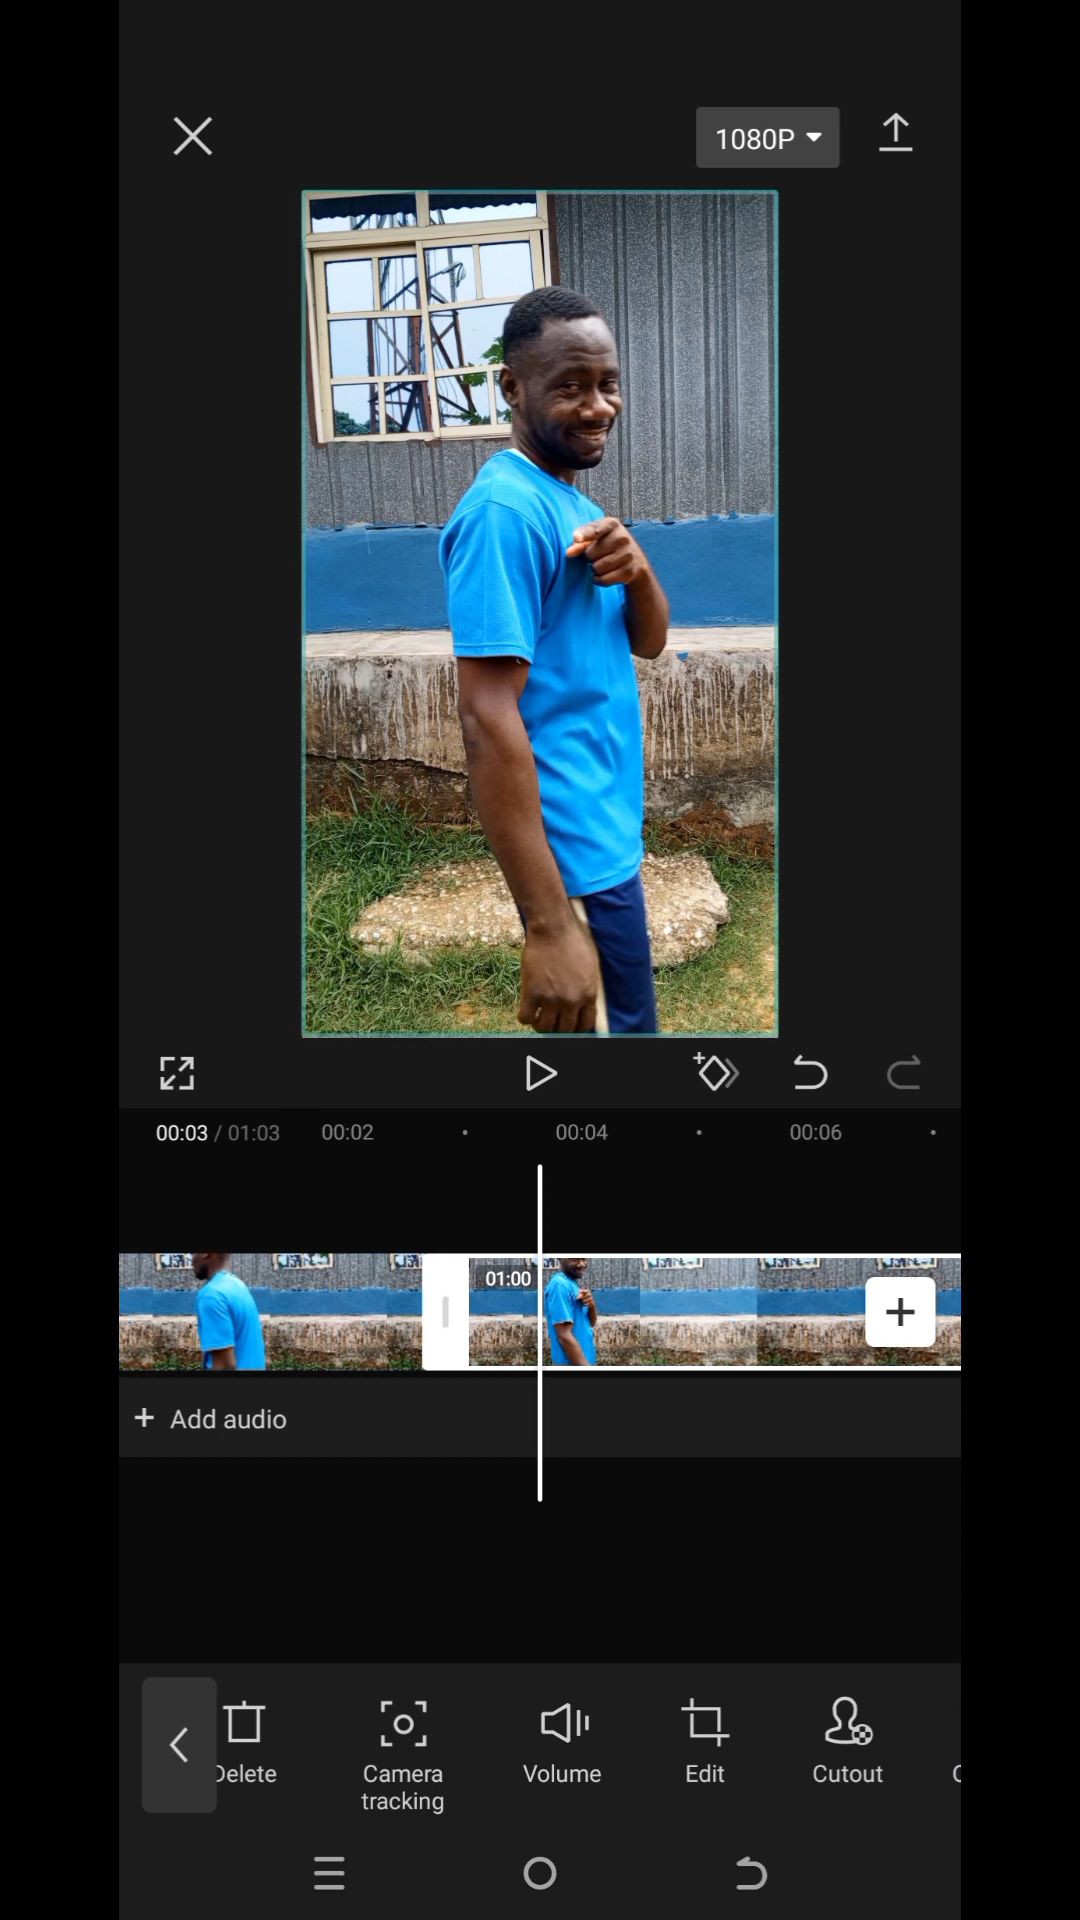 1080P
00:03 / 01:03 00:02 00:04 00:06
01:00
+ Add audio
Delete
Camera
tracking
Volume
Edit
Cutout